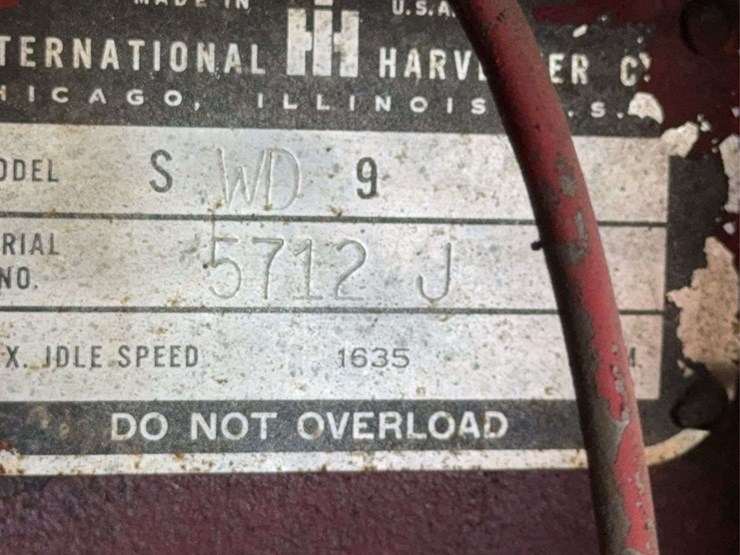 MADE IN U.S.A.
TERNATIONAL IH HARV ER C
HICAGO, ILLINOIS .S.
ODEL S WD 9
RIAL
NO. 5712 J
X. IDLE SPEED 1635
DO NOT OVERLOAD